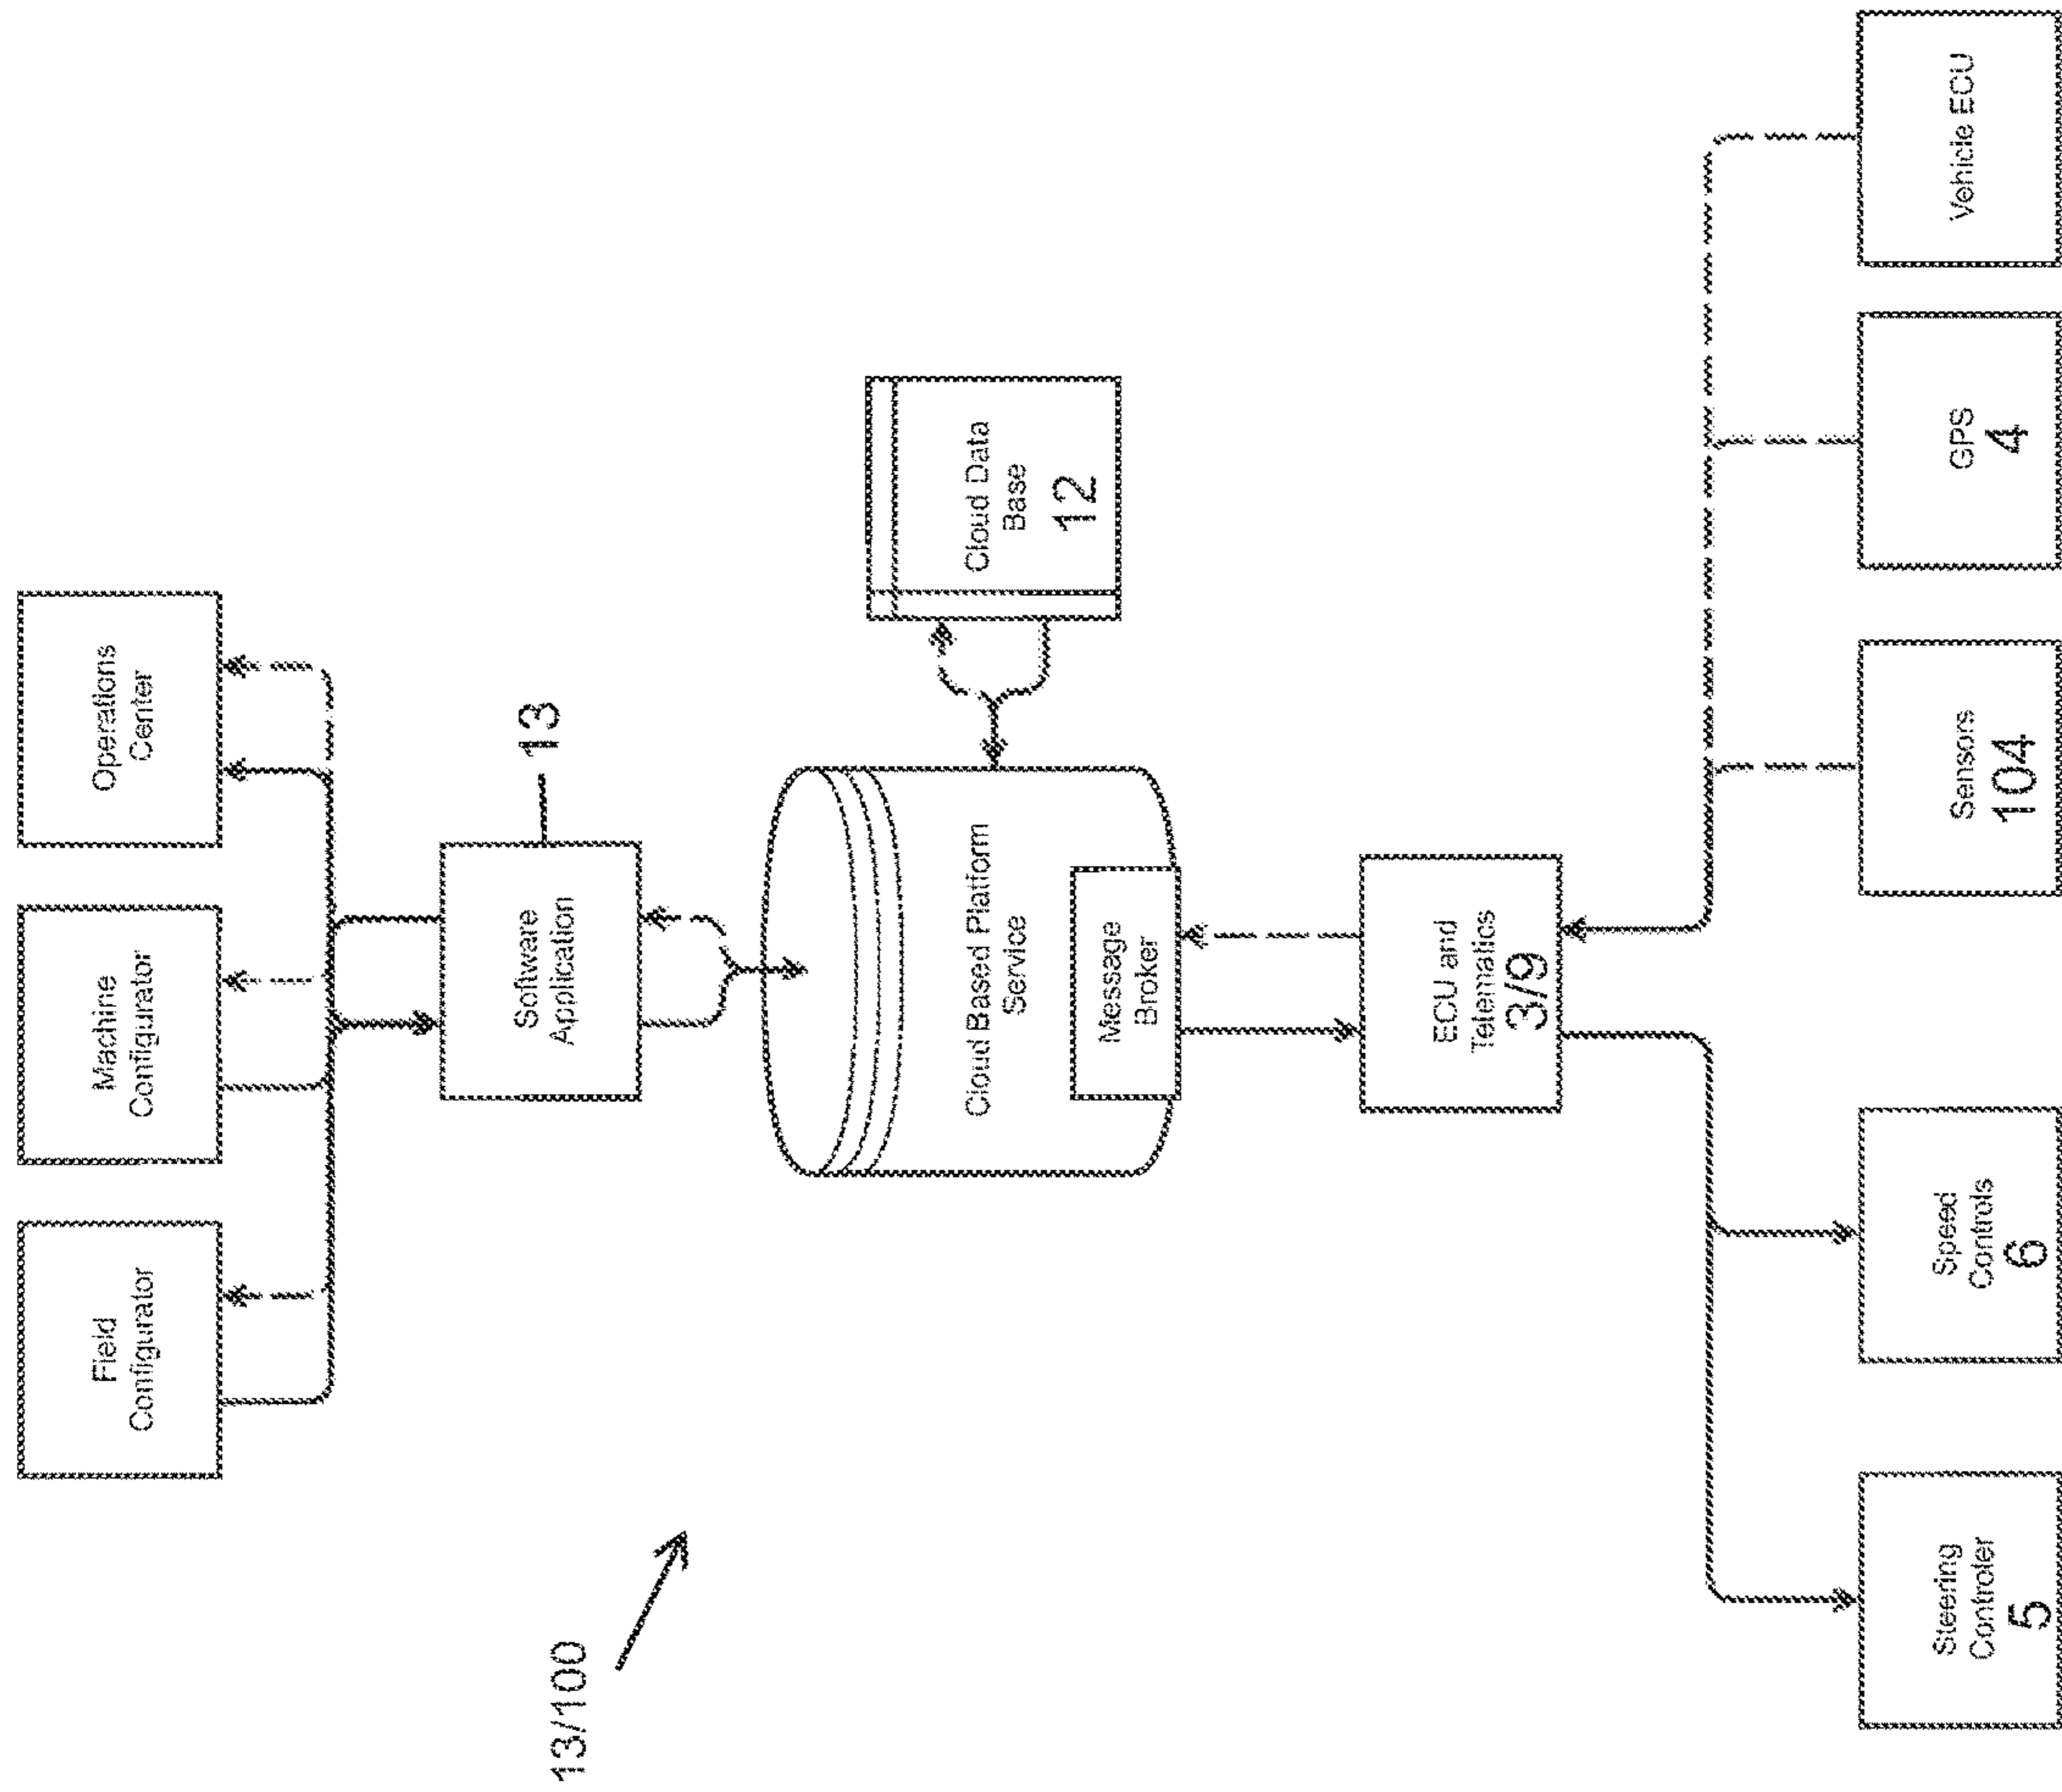 Field
Configurator
Machine
Configurator
Operations
Center
13/100
Software
Application
13
Cloud Based Platform
Service
Message
Broker
Cloud Data
Base
12
ECU and
Telematics
3/9
Steering
Controler
5
Speed
Controls
6
Sensors
104
GPS
4
Vehicle ECU